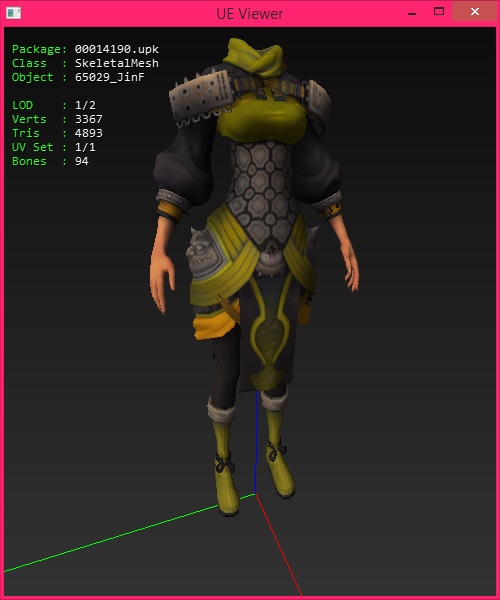 UE Viewer
Package: 00014190.upk
Class : SkeletalMesh
Object : 65029_JinF
LOD : 1/2
Verts : 3367
Tris : 4893
UV Set : 1/1
Bones : 94